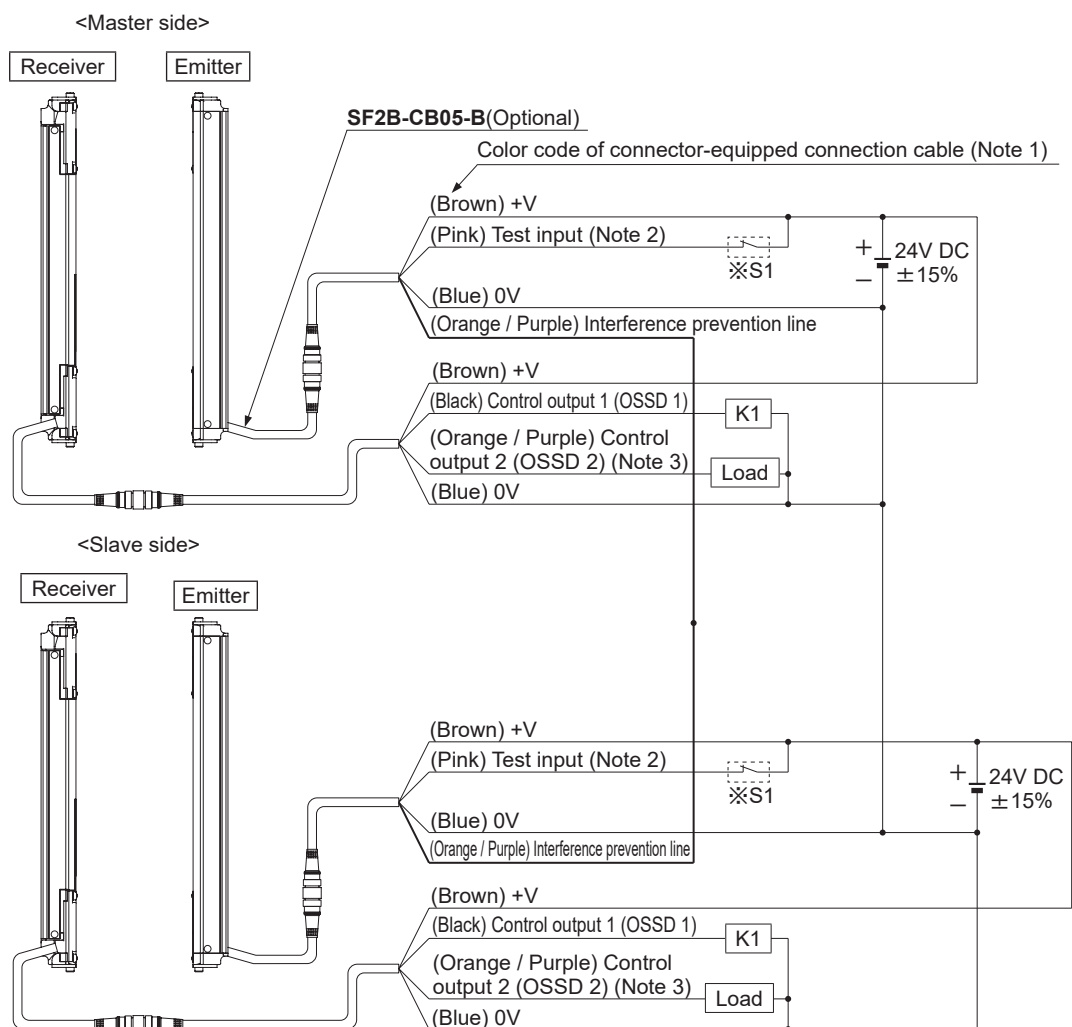 <Master side>
Receiver
Emitter
SF2B-CB05-B(Optional)
Color code of connector-equipped connection cable (Note 1)
(Brown) +V
(Pink) Test input (Note 2)
※S1
+
24V DC
−
±15%
(Blue) 0V
(Orange / Purple) Interference prevention line
(Brown) +V
(Black) Control output 1 (OSSD 1)
K1
(Orange / Purple) Control
output 2 (OSSD 2) (Note 3)
Load
(Blue) 0V
<Slave side>
Receiver
Emitter
(Brown) +V
(Pink) Test input (Note 2)
※S1
+
24V DC
−
±15%
(Blue) 0V
(Orange / Purple) Interference prevention line
(Brown) +V
(Black) Control output 1 (OSSD 1)
K1
(Orange / Purple) Control
output 2 (OSSD 2) (Note 3)
Load
(Blue) 0V